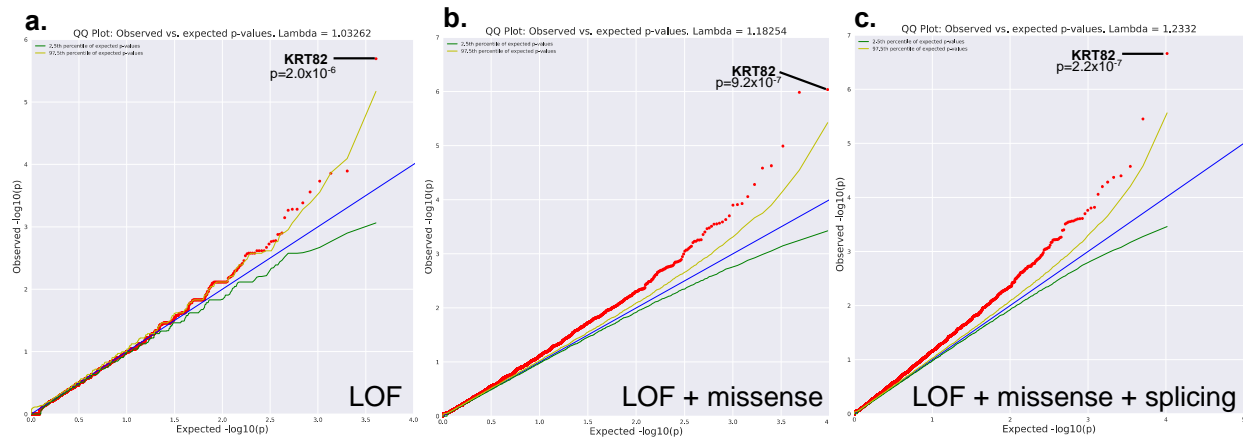 a.
QQ Plot: Observed vs. expected p-values. Lambda = 1.03262
2.5th percentile of expected p-values
97.5th percentile of expected p-values
KRT82
p=2.0x10-6
6
5
4
3
2
1
0
Observed -log10(p)
0.0 0.5 1.0 1.5 2.0 2.5 3.0 3.5 4.0
Expected -log10(p)
LOF
b.
QQ Plot: Observed vs. expected p-values. Lambda = 1.18254
2.5th percentile of expected p-values
97.5th percentile of expected p-values
KRT82
p=9.2x10-7
7
6
5
4
3
2
1
0
Observed -log10(p)
0.0 0.5 1.0 1.5 2.0 2.5 3.0 3.5 4.0
Expected -log10(p)
LOF + missense
c.
QQ Plot: Observed vs. expected p-values. Lambda = 1.2332
2.5th percentile of expected p-values
97.5th percentile of expected p-values
KRT82
p=2.2x10-7
7
6
5
4
3
2
1
0
Observed -log10(p)
0 1 2 3 4 5
Expected -log10(p)
LOF + missense + splicing